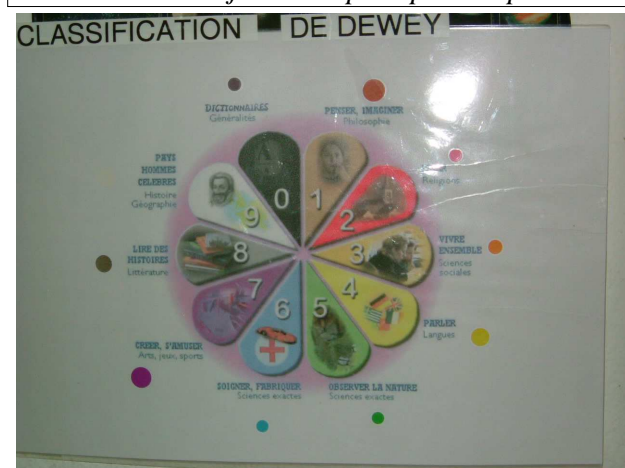 CLASSIFICATION DE DEWEY
DICTIONNAIRES
Généralités
PENSER, IMAGINER
Philosophie
Religions
PAYS
HOMMES
CELEBRES
Histoire
Géographie
0
1
2
3
4
5
6
7
8
9
VIVRE
ENSEMBLE
Sciences
sociales
LIRE DES
HISTOIRES
Littérature
PARLER
Langues
CREER, S'AMUSER
Arts, jeux, sports
SOIGNER, FABRIQUER
Sciences exactes
OBSERVER LA NATURE
Sciences exactes